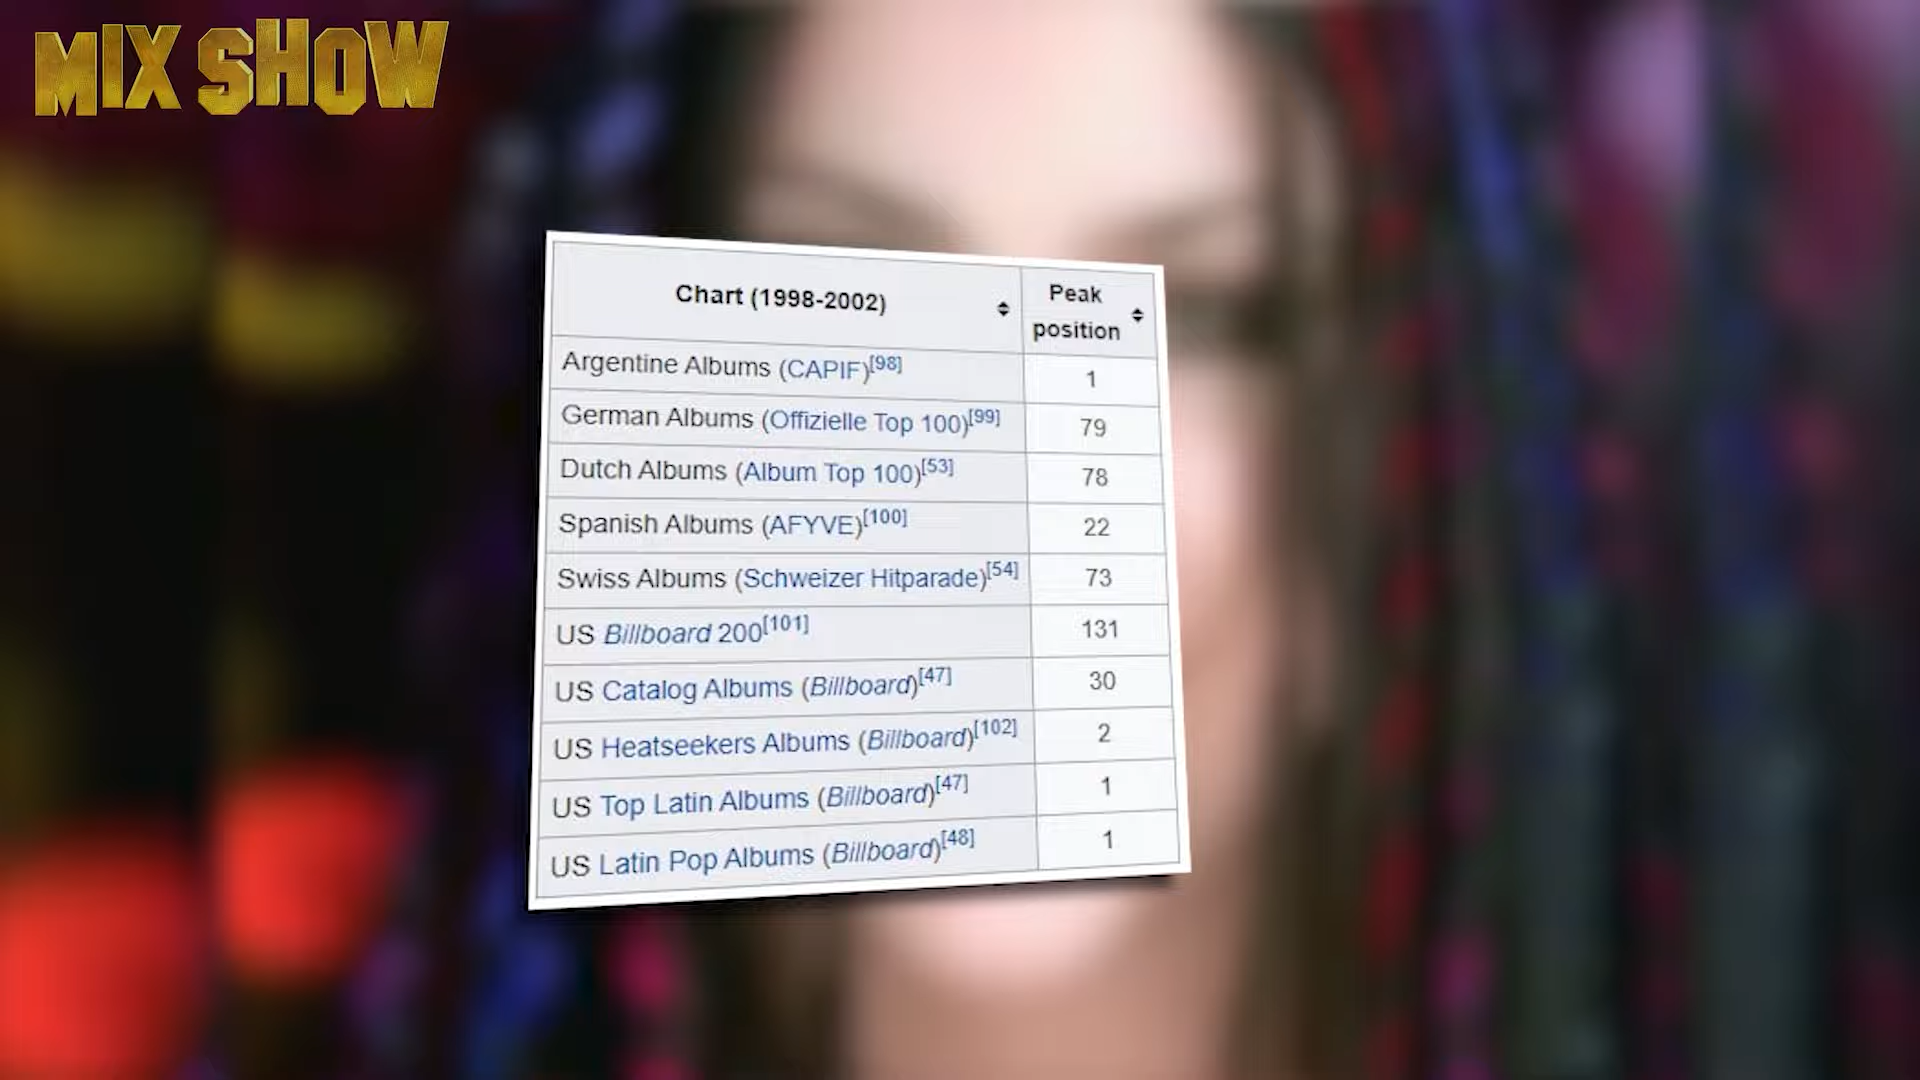 MIX SHOW
Chart (1998-2002)
Peak
position
Argentine Albums (CAPIF)[98] 1
German Albums (Offizielle Top 100)[99] 79
Dutch Albums (Album Top 100)[53] 78
Spanish Albums (AFYVE)[100] 22
Swiss Albums (Schweizer Hitparade)[54] 73
US Billboard 200[101] 131
US Catalog Albums (Billboard)[47] 30
US Heatseekers Albums (Billboard)[102] 2
US Top Latin Albums (Billboard)[47] 1
US Latin Pop Albums (Billboard)[48] 1